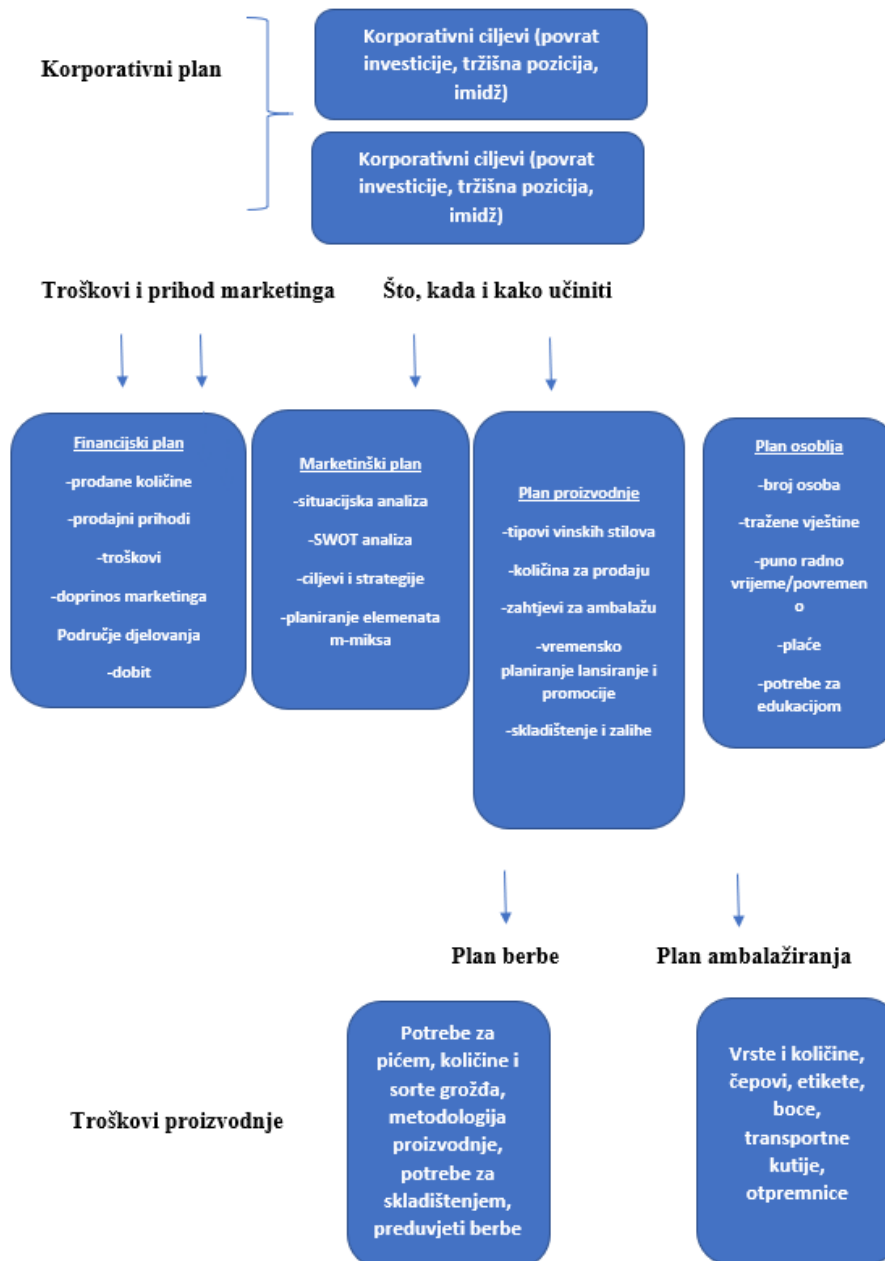 Korporativni plan
Korporativni ciljevi (povrat
investicije, tržišna pozicija,
imidž)
Korporativni ciljevi (povrat
investicije, tržišna pozicija,
imidž)
Troškovi i prihod marketinga
Što, kada i kako učiniti
Financijski plan
-prodane količine
-prodajni prihodi
-troškovi
-doprinos marketinga
Područje djelovanja
-dobit
Marketinški plan
-situacijska analiza
-SWOT analiza
-ciljevi i strategije
-planiranje elemenata
m-miksa
Plan proizvodnje
-tipovi vinskih stilova
-količina za prodaju
-zahtjevi za ambalažu
-vremensko
planiranje lansiranje i
promocije
-skladištenje i zalihe
Plan osoblja
-broj osoba
-tražene vještine
-puno radno
vrijeme/povremen
o
-plaće
-potrebe za
edukacijom
Plan berbe
Plan ambalažiranja
Troškovi proizvodnje
Potrebe za
pićem, količine i
sorte grožđa,
metodologija
proizvodnje,
potrebe za
skladištenjem,
preduvjeti berbe
Vrste i količine,
čepovi, etikete,
boce,
transportne
kutije,
otpremnice